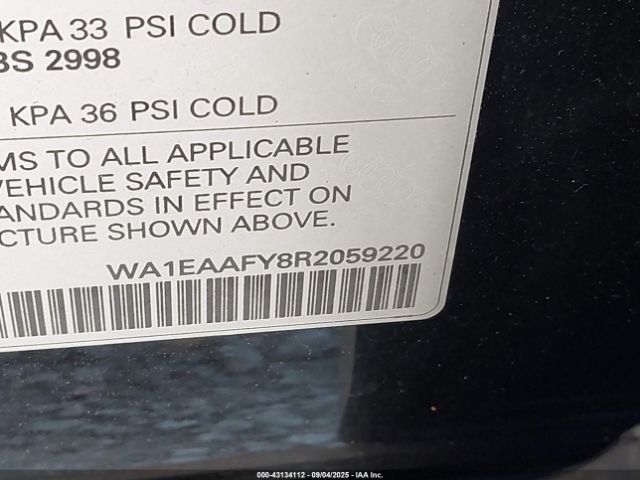 KPA 33 PSI COLD
BS 2998
KPA 36 PSI COLD
MS TO ALL APPLICABLE
VEHICLE SAFETY AND
ANDARDS IN EFFECT ON
CTURE SHOWN ABOVE.
WA1EAAFY8R2059220
000-43134112 - 09/04/2025 - IAA Inc.